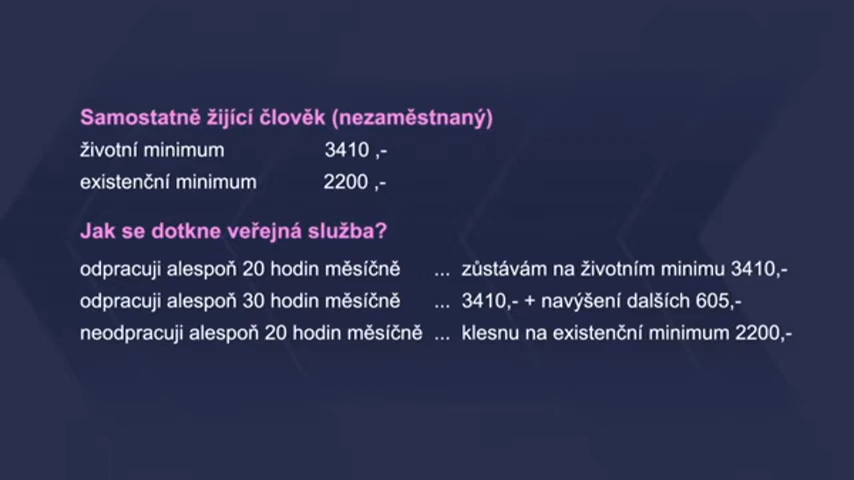 Samostatně žijící člověk (nezaměstnaný)
životní minimum 3410 ,-
existenční minimum 2200 ,-
Jak se dotkne veřejná služba?
odpracuji alespoň 20 hodin měsíčně ... zůstávám na životním minimu 3410,-
odpracuji alespoň 30 hodin měsíčně ... 3410,- + navýšení dalších 605,-
neodpracuji alespoň 20 hodin měsíčně ... klesnu na existenční minimum 2200,-